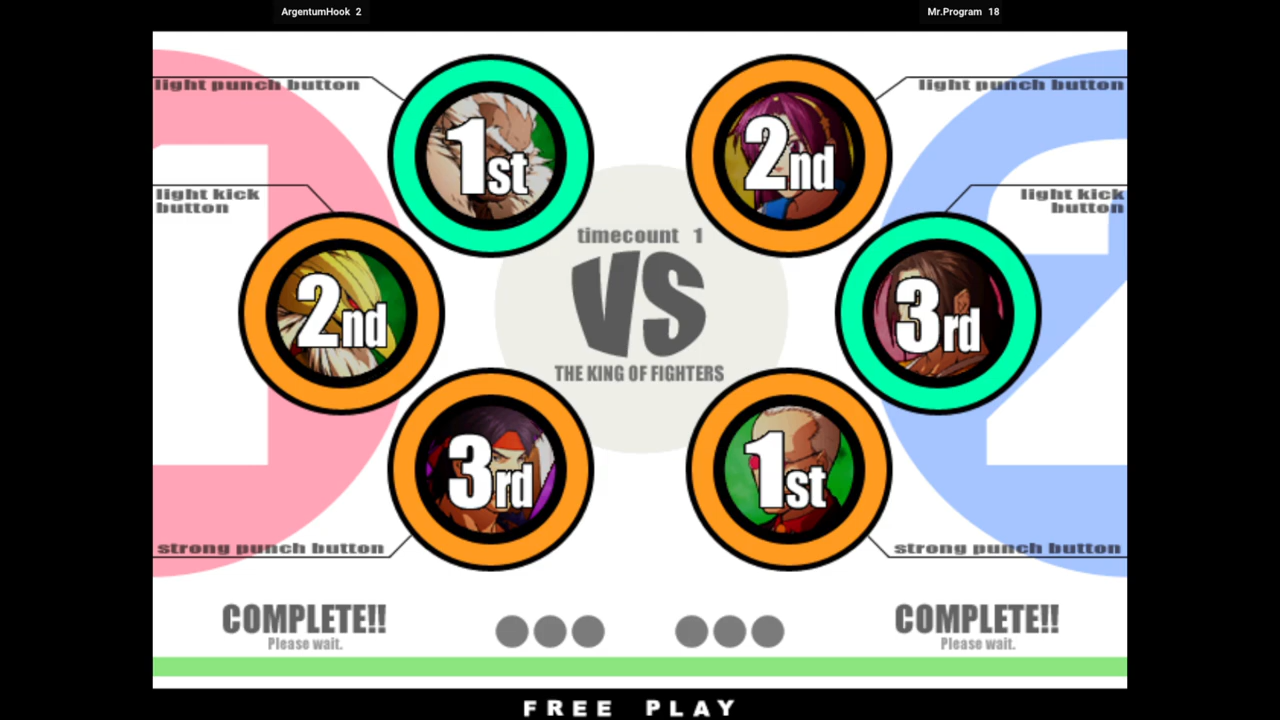 ArgentumHook 2
Mr.Program 18
light punch button
light punch button
1st
2nd
light kick
button
light kick
button
timecount 1
VS
THE KING OF FIGHTERS
2nd
3rd
3rd
1st
strong punch button
strong punch button
COMPLETE!!
Please wait.
COMPLETE!!
Please wait.
1
2
FREE PLAY